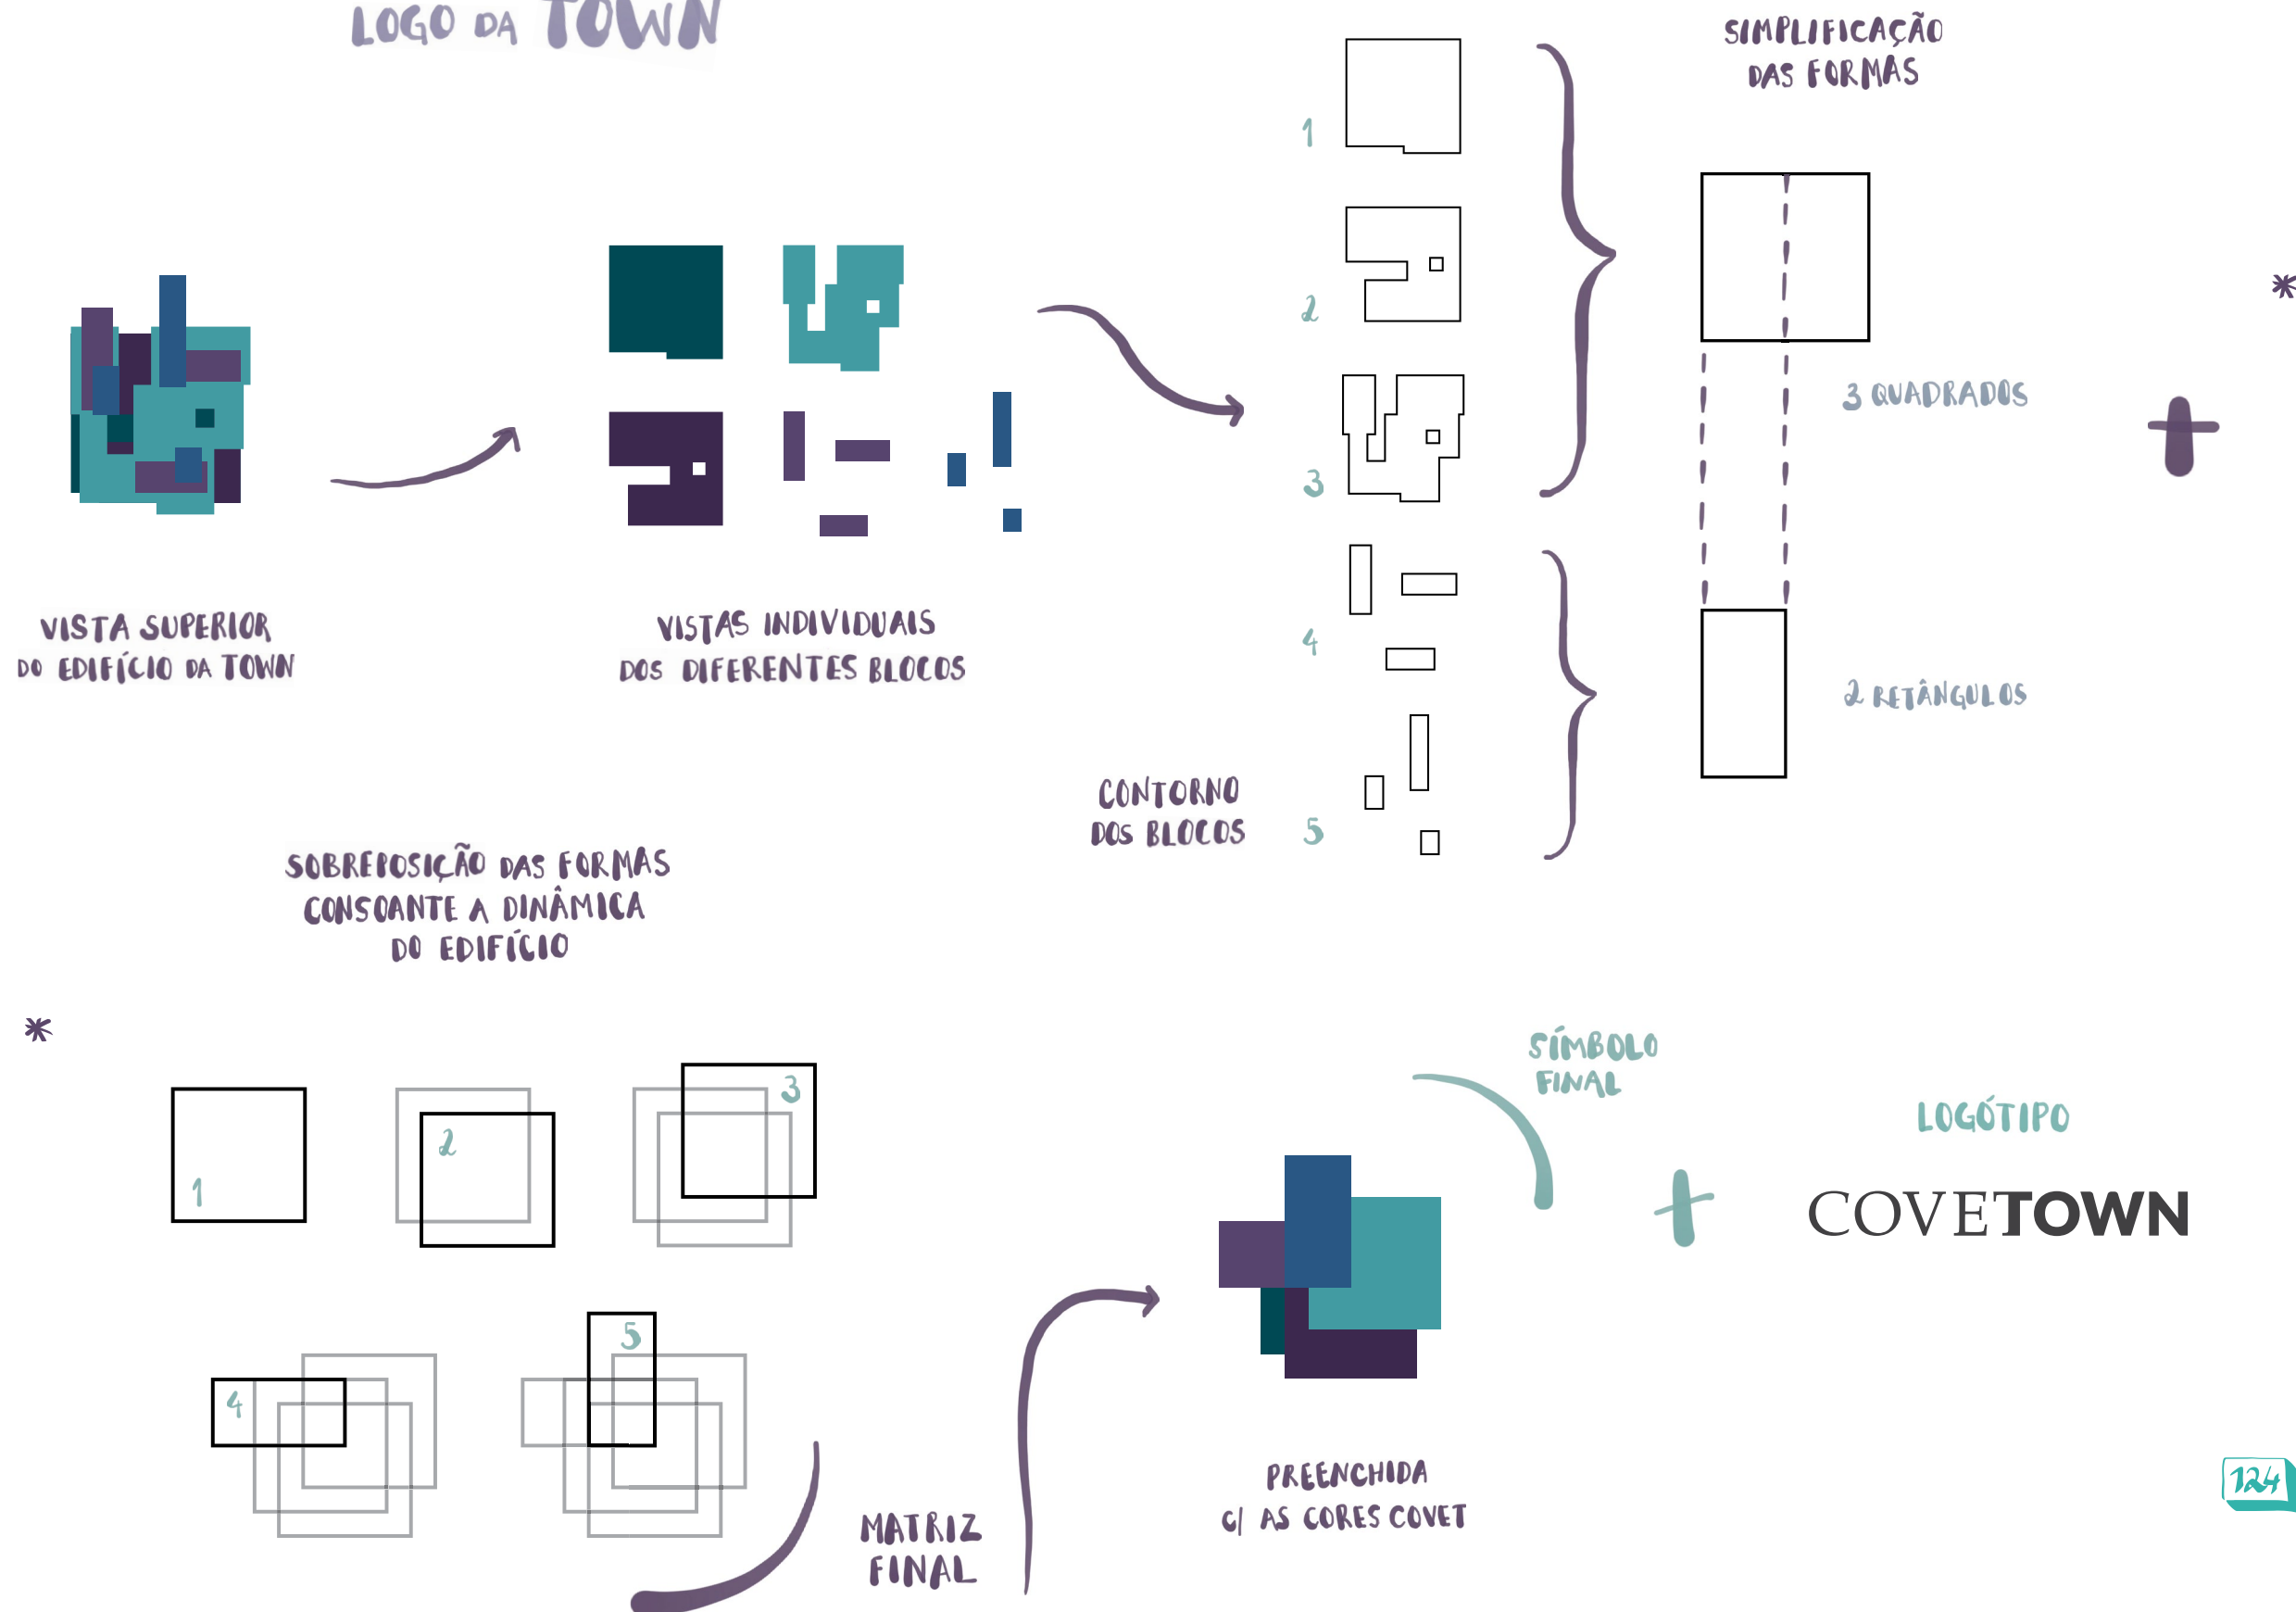 LOGO DA TOWN
SIMPLIFICAÇÃO
DAS FORMAS
1
2
3
4
5
3 QUADRADOS
2 RETÂNGULOS
VISTA SUPERIOR
DO EDIFÍCIO DA TOWN
VISTAS INDIVIDUAIS
DOS DIFERENTES BLOCOS
CONTORNO
DOS BLOCOS
SOBREPOSIÇÃO DAS FORMAS
CONSOANTE A DINÂMICA
DO EDIFÍCIO
1
2
3
4
5
MATRIZ
FINAL
PREENCHIDA
C/ AS CORES COVET
SÍMBOLO
FINAL
LOGÓTIPO
COVETOWN
124